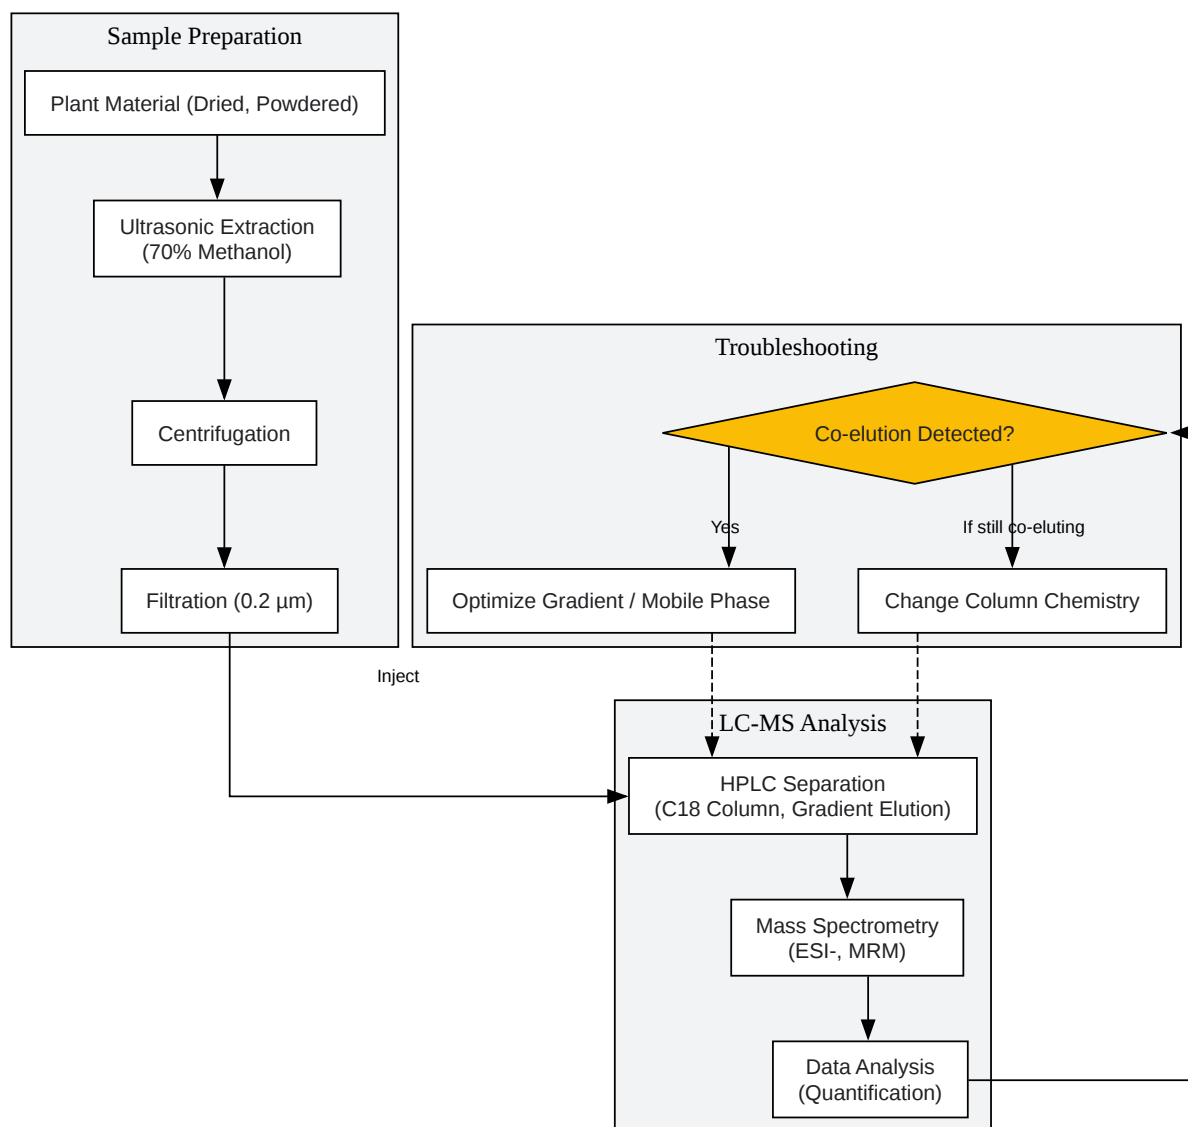 Sample Preparation
Plant Material (Dried, Powdered)
Ultrasonic Extraction
(70% Methanol)
Centrifugation
Filtration (0.2 µm)
Inject
Troubleshooting
Co-elution Detected?
Yes
If still co-eluting
Optimize Gradient / Mobile Phase
Change Column Chemistry
LC-MS Analysis
HPLC Separation
(C18 Column, Gradient Elution)
Mass Spectrometry
(ESI-, MRM)
Data Analysis
(Quantification)